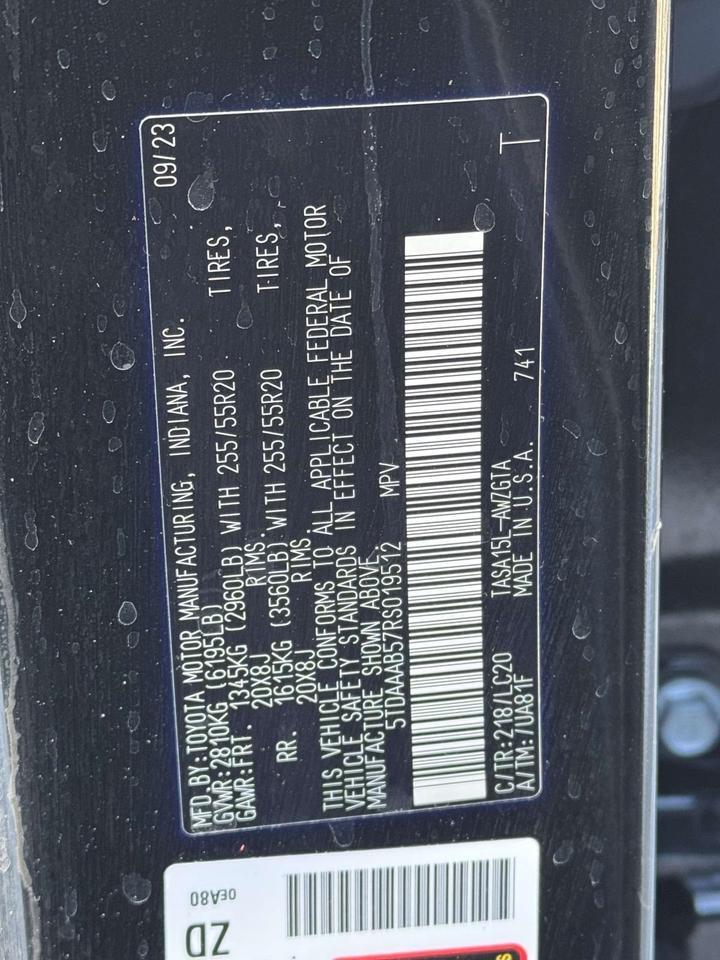 MFD.BY:TOYOTA MOTOR MANUFACTURING, INDIANA, INC. 09/23
GVWR:2810KG (6195LB)
GAWR:FRT. 1345KG (2960LB) WITH 255/55R20 TIRES,
20X8J RIMS.
RR. 1615KG (3560LB) WITH 255/55R20 TIRES,
20X8J RIMS
THIS VEHICLE CONFORMS TO ALL APPLICABLE FEDERAL MOTOR
VEHICLE SAFETY STANDARDS IN EFFECT ON THE DATE OF
MANUFACTURE SHOWN ABOVE.
5TDAAAB57RS019512 MPV
C/TR:218/LC20 TASA15L-AWZGTA
A/TM:/UA81F MADE IN U.S.A. 741 T
0EA80
ZD